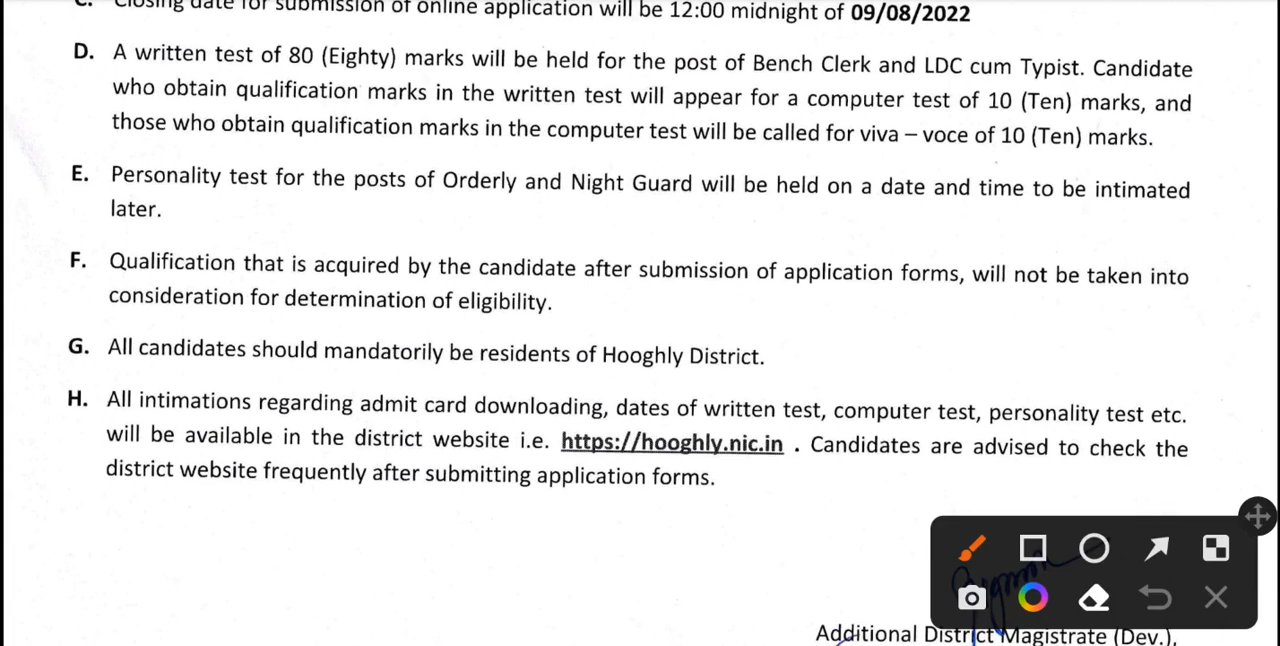 C. Closing date for submission of online application will be 12:00 midnight of 09/08/2022
D. A written test of 80 (Eighty) marks will be held for the post of Bench Clerk and LDC cum Typist. Candidate
who obtain qualification marks in the written test will appear for a computer test of 10 (Ten) marks, and
those who obtain qualification marks in the computer test will be called for viva – voce of 10 (Ten) marks.
E. Personality test for the posts of Orderly and Night Guard will be held on a date and time to be intimated
later.
F. Qualification that is acquired by the candidate after submission of application forms, will not be taken into
consideration for determination of eligibility.
G. All candidates should mandatorily be residents of Hooghly District.
H. All intimations regarding admit card downloading, dates of written test, computer test, personality test etc.
will be available in the district website i.e. https://hooghly.nic.in . Candidates are advised to check the
district website frequently after submitting application forms.
Additional District Magistrate (Dev.),